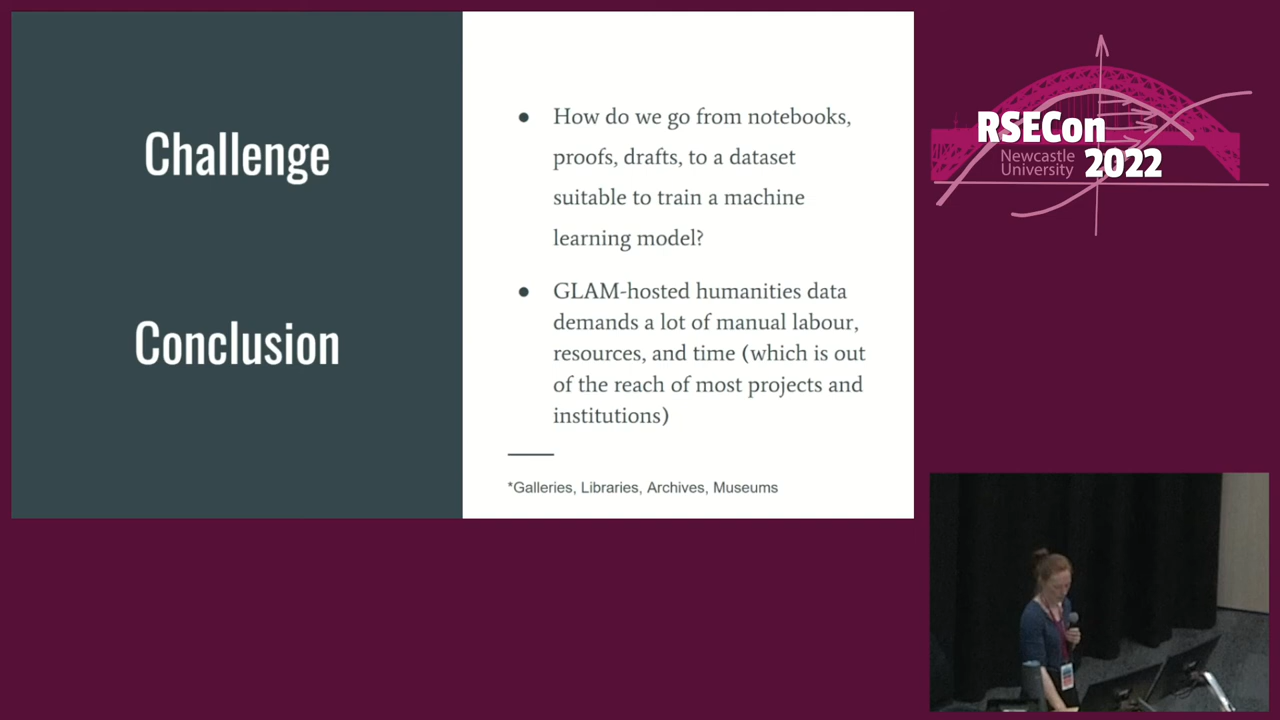 Challenge
Conclusion
● How do we go from notebooks,
proofs, drafts, to a dataset
suitable to train a machine
learning model?
● GLAM-hosted humanities data
demands a lot of manual labour,
resources, and time (which is out
of the reach of most projects and
institutions)
*Galleries, Libraries, Archives, Museums
RSECon
Newcastle
University
2022